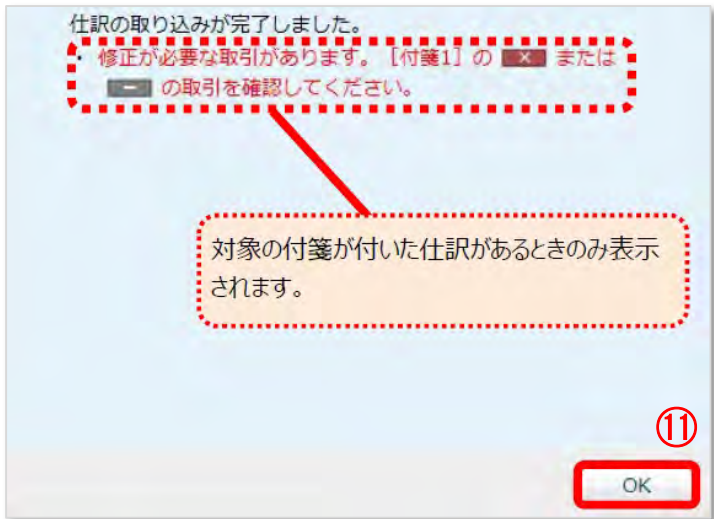 仕訳の取り込みが完了しました。
・修正が必要な取引があります。［付箋1］の × または
－ の取引を確認してください。
対象の付箋が付いた仕訳があるときのみ表示
されます。
⑪
OK